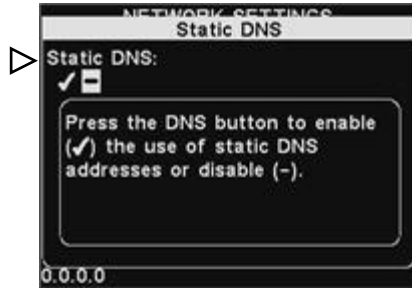 NETWORK SETTINGS
Static DNS
Static DNS:
✓ −
Press the DNS button to enable
(✓) the use of static DNS
addresses or disable (−).
0.0.0.0